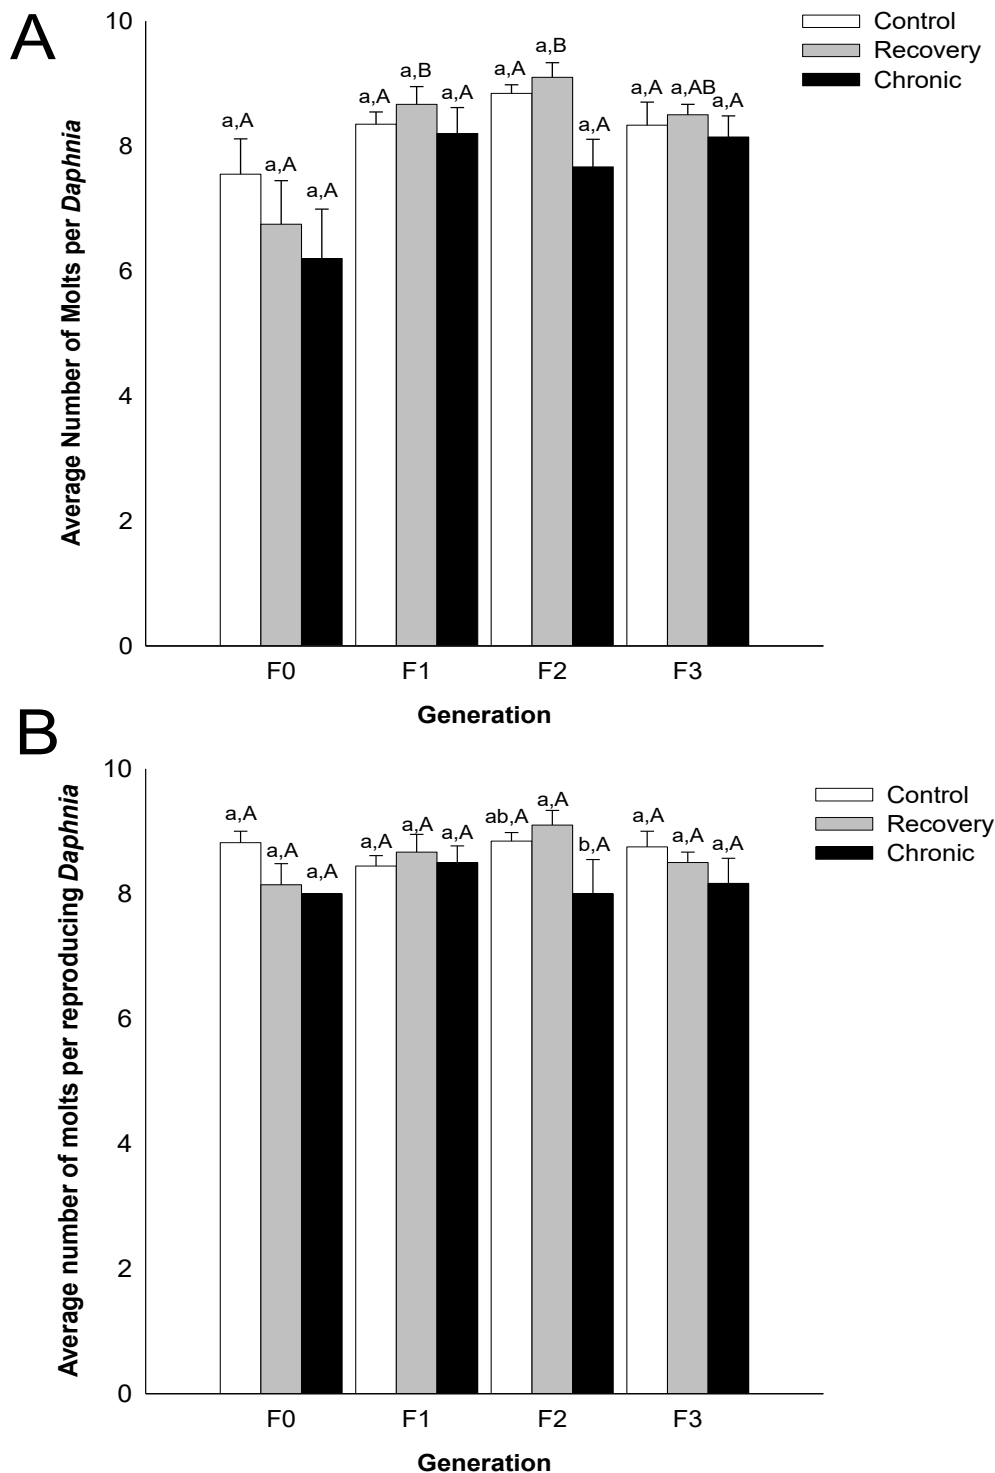 A
Average Number of Molts per Daphnia
10
8
6
4
2
0
a,A
a,A
a,A
a,A
a,B
a,A
a,A
a,B
a,A
a,A
a,AB
a,A
Control
Recovery
Chronic
F0 F1 F2 F3
Generation
B
Average number of molts per reproducing Daphnia
10
8
6
4
2
0
a,A
a,A
a,A
a,A
a,A
a,A
ab,A
a,A
b,A
a,A
a,A
a,A
Control
Recovery
Chronic
F0 F1 F2 F3
Generation